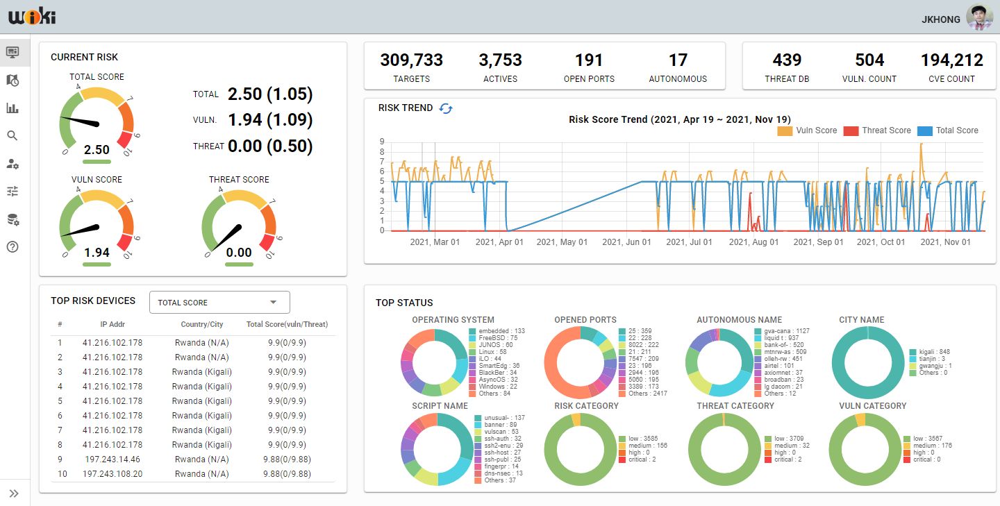 wiki
JKHONG
CURRENT RISK
TOTAL SCORE
0 4 7 9 10
2.50
TOTAL 2.50 (1.05)
VULN. 1.94 (1.09)
THREAT 0.00 (0.50)
VULN SCORE
0 4 7 9 10
1.94
THREAT SCORE
0 4 7 9 10
0.00
309,733 3,753 191 17
TARGETS ACTIVES OPEN PORTS AUTONOMOUS
439 504 194,212
THREAT DB VULN. COUNT CVE COUNT
RISK TREND
Risk Score Trend (2021, Apr 19 ~ 2021, Nov 19)
Vuln Score Threat Score Total Score
9
8
7
6
5
4
3
2
1
0
2021, Mar 01 2021, Apr 01 2021, May 01 2021, Jun 01 2021, Jul 01 2021, Aug 01 2021, Sep 01 2021, Oct 01 2021, Nov 01
TOP RISK DEVICES TOTAL SCORE
# IP Addr Country/City Total Score(vuln/Threat)
1 41.216.102.178 Rwanda (N/A) 9.9(0/9.9)
2 41.216.102.178 Rwanda (N/A) 9.9(0/9.9)
3 41.216.102.178 Rwanda (Kigali) 9.9(0/9.9)
4 41.216.102.178 Rwanda (Kigali) 9.9(0/9.9)
5 41.216.102.178 Rwanda (Kigali) 9.9(0/9.9)
6 41.216.102.178 Rwanda (Kigali) 9.9(0/9.9)
7 41.216.102.178 Rwanda (Kigali) 9.9(0/9.9)
8 41.216.102.178 Rwanda (Kigali) 9.9(0/9.9)
9 197.243.14.46 Rwanda (N/A) 9.88(0/9.88)
10 197.243.108.20 Rwanda (N/A) 9.88(0/9.88)
TOP STATUS
OPERATING SYSTEM
embedded : 133
FreeBSD : 75
JUNOS : 60
Linux : 58
iLO : 44
SmartEdg : 36
BlackBer : 34
AsyncOS : 32
Windows : 22
Others : 84
OPENED PORTS
25 : 359
22 : 228
8022 : 222
21 : 211
7547 : 209
23 : 196
2944 : 196
5060 : 195
3389 : 173
Others : 2417
AUTONOMOUS NAME
gva-cana : 1127
liquid t : 937
bank-of- : 520
mtnrw-as : 509
olleh-rw : 451
airtel : 101
axiomnet : 37
broadban : 23
lg dacom : 21
Others : 12
CITY NAME
kigali : 848
tianjin : 3
gwangju : 1
Others : 0
SCRIPT NAME
unusual- : 137
banner : 89
vulscan : 53
ssh-auth : 32
ssh2-enu : 29
ssh-host : 27
ssh-publ : 25
fingerpr : 14
dns-nsec : 13
Others : 37
RISK CATEGORY
low : 3585
medium : 156
high : 0
critical : 2
THREAT CATEGORY
low : 3709
medium : 32
high : 0
critical : 2
VULN CATEGORY
low : 3567
medium : 176
high : 0
critical : 0